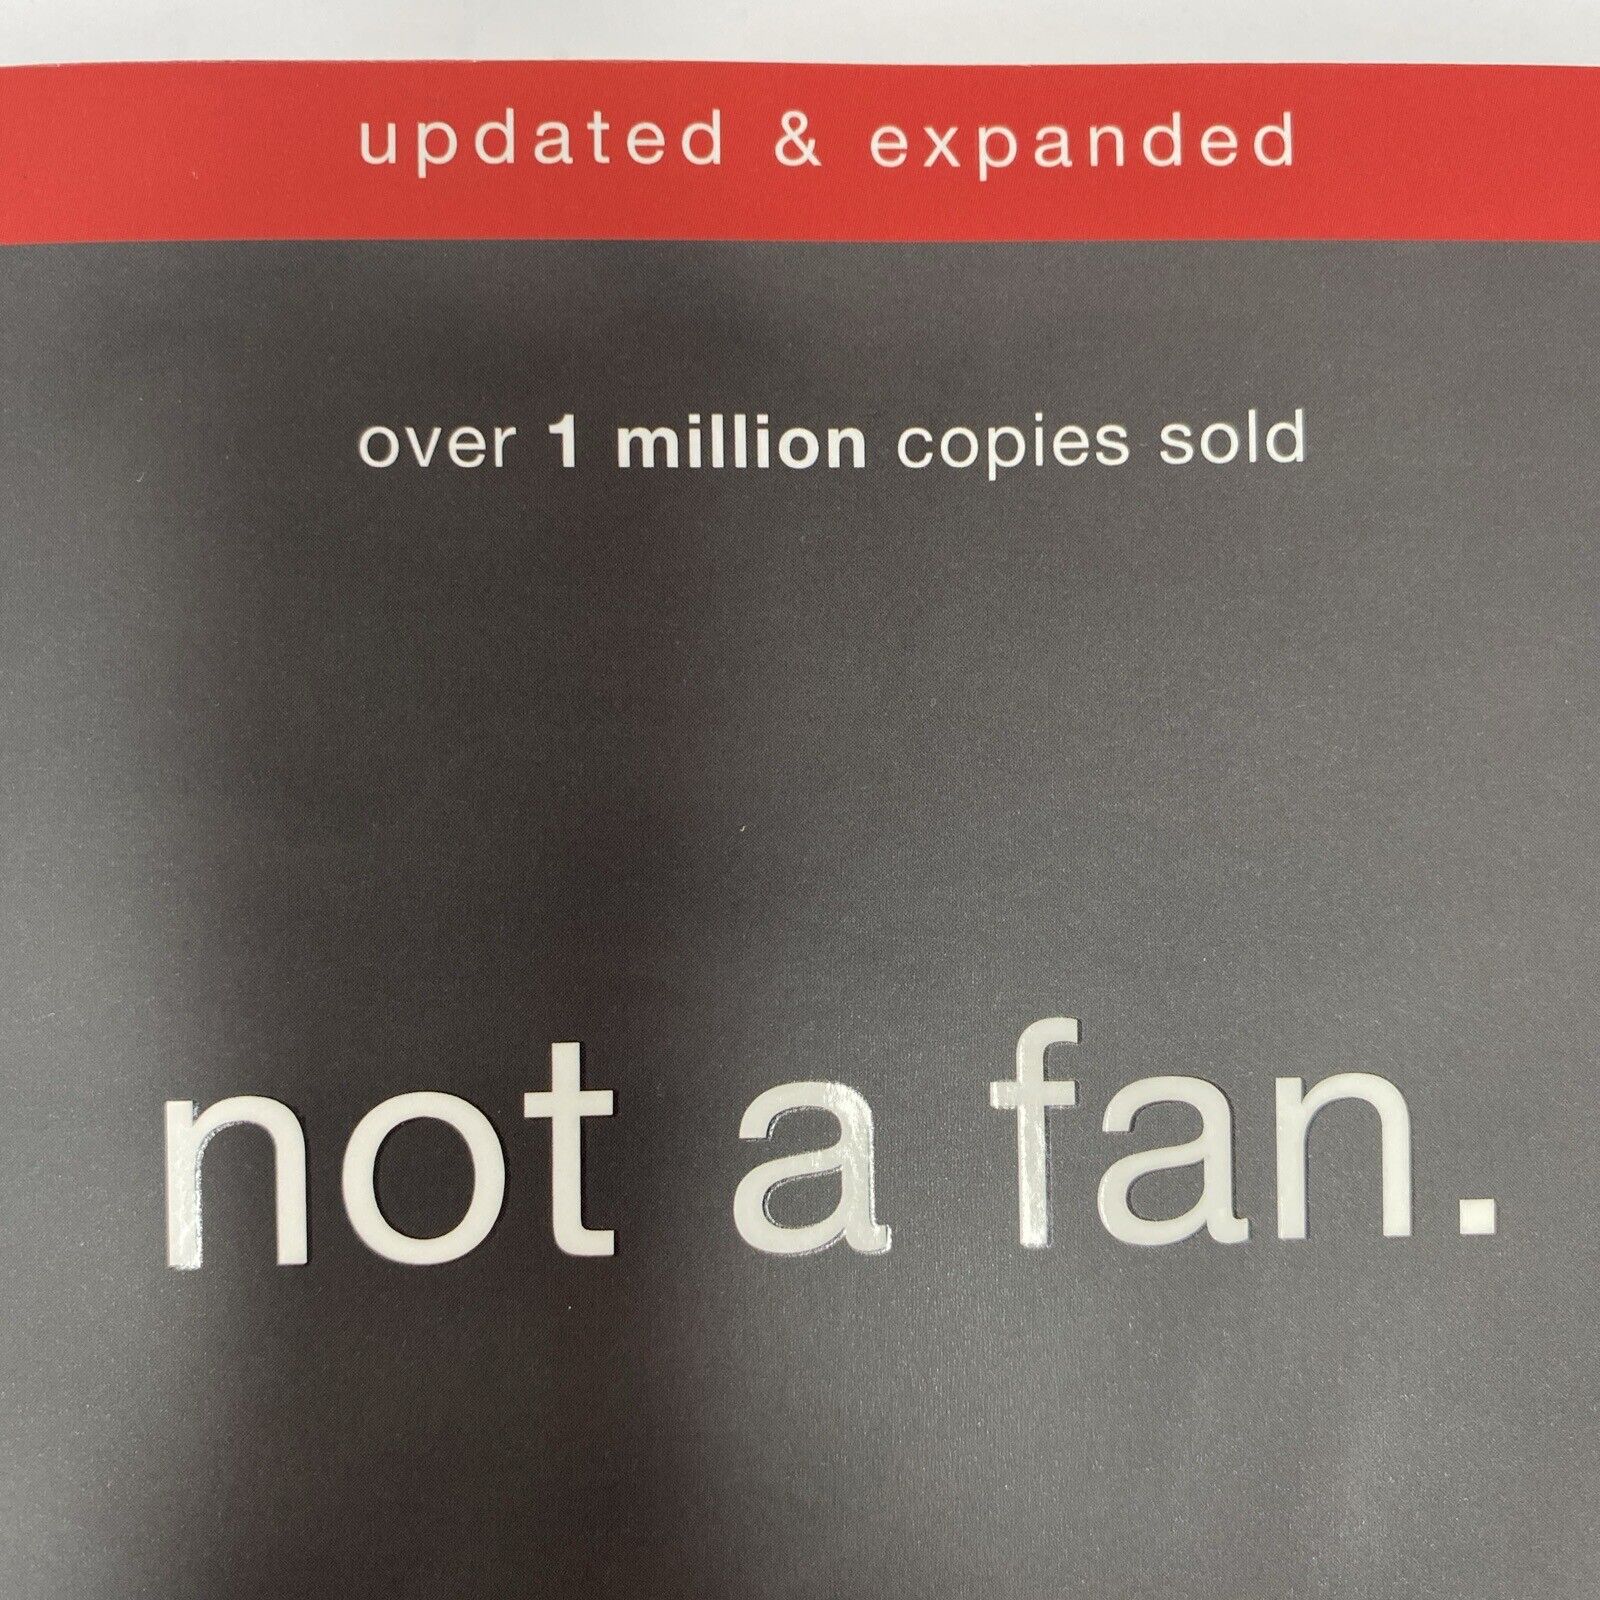 updated & expanded
over 1 million copies sold
not a fan.